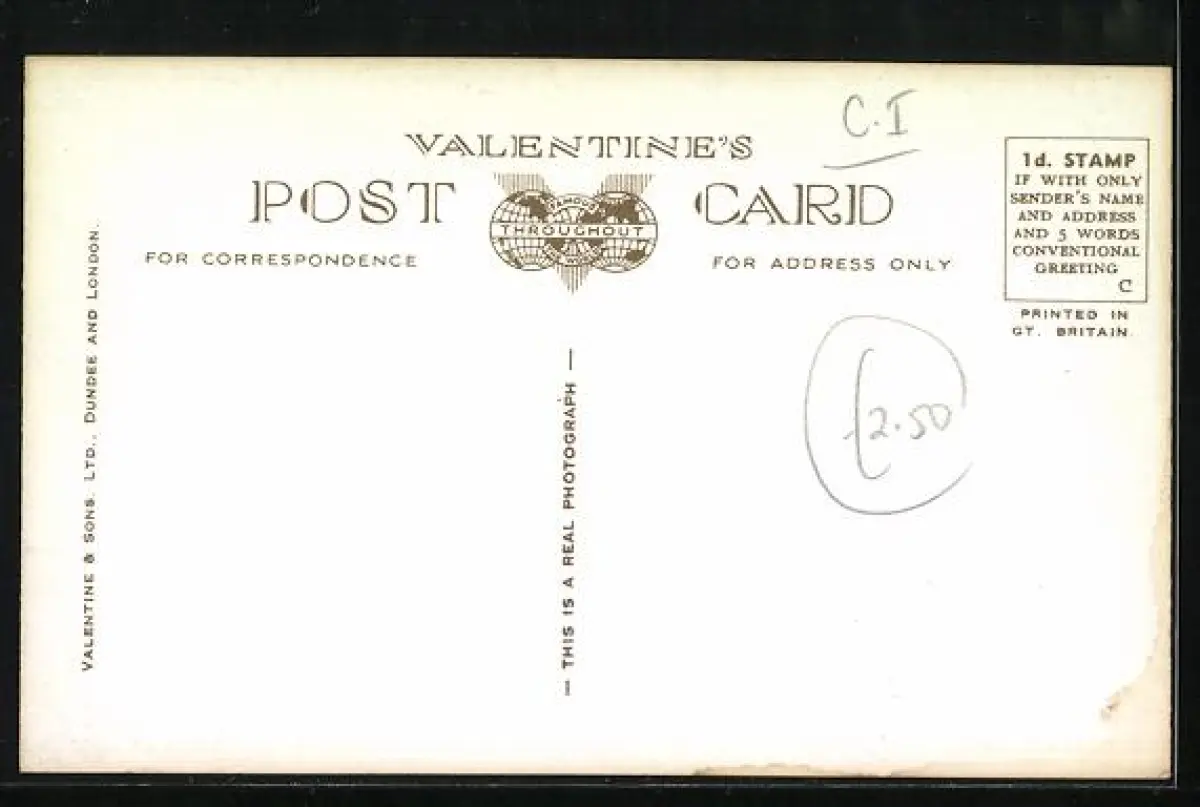 C.I
VALENTINE'S
POST CARD
FAMOUS
THROUGHOUT
FOR CORRESPONDENCE
FOR ADDRESS ONLY
1d. STAMP
IF WITH ONLY
SENDER'S NAME
AND ADDRESS
AND 5 WORDS
CONVENTIONAL
GREETING
C
PRINTED IN
GT. BRITAIN.
VALENTINE & SONS. LTD., DUNDEE AND LONDON.
— THIS IS A REAL PHOTOGRAPH —
£2.50